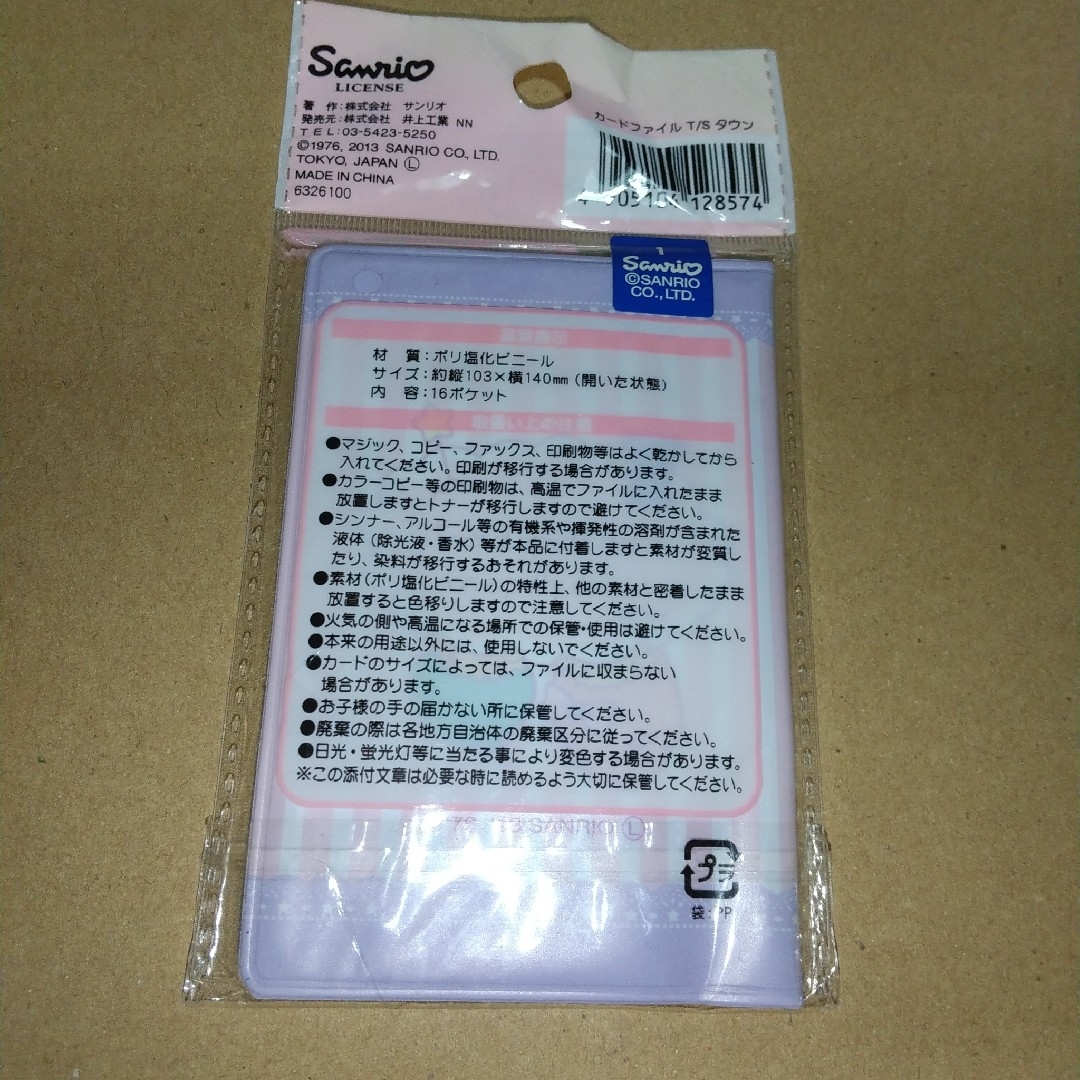 Sanrio
LICENSE
著 作:株式会社 サンリオ
発売元:株式会社 井上工業 NN
TEL:03-5423-5250
©1976, 2013 SANRIO CO., LTD.
TOKYO, JAPAN Ⓛ
MADE IN CHINA
6326100
カードファイル T/S タウン
128574
1
Sanrio
©SANRIO
CO., LTD.
材 質:ポリ塩化ビニール
サイズ:約縦103×横140mm(開いた状態)
内 容:16ポケット
取扱い上の注意
●マジック、コピー、ファックス、印刷物等はよく乾かしてから
入れてください。印刷が移行する場合があります。
●カラーコピー等の印刷物は、高温でファイルに入れたまま
放置しますとトナーが移行しますので避けてください。
●シンナー、アルコール等の有機系や揮発性の溶剤が含まれた
液体(除光液・香水)等が本品に付着しますと素材が変質し
たり、染料が移行するおそれがあります。
●素材(ポリ塩化ビニール)の特性上、他の素材と密着したまま
放置すると色移りしますので注意してください。
●火気の側や高温になる場所での保管・使用は避けてください。
●本来の用途以外には、使用しないでください。
●カードのサイズによっては、ファイルに収まらない
場合があります。
●お子様の手の届かない所に保管してください。
●廃棄の際は各地方自治体の廃棄区分に従ってください。
●日光・蛍光灯等に当たる事により変色する場合があります。
※この添付文章は必要な時に読めるよう大切に保管してください。
SANRIO Ⓛ
プラ
袋:PP